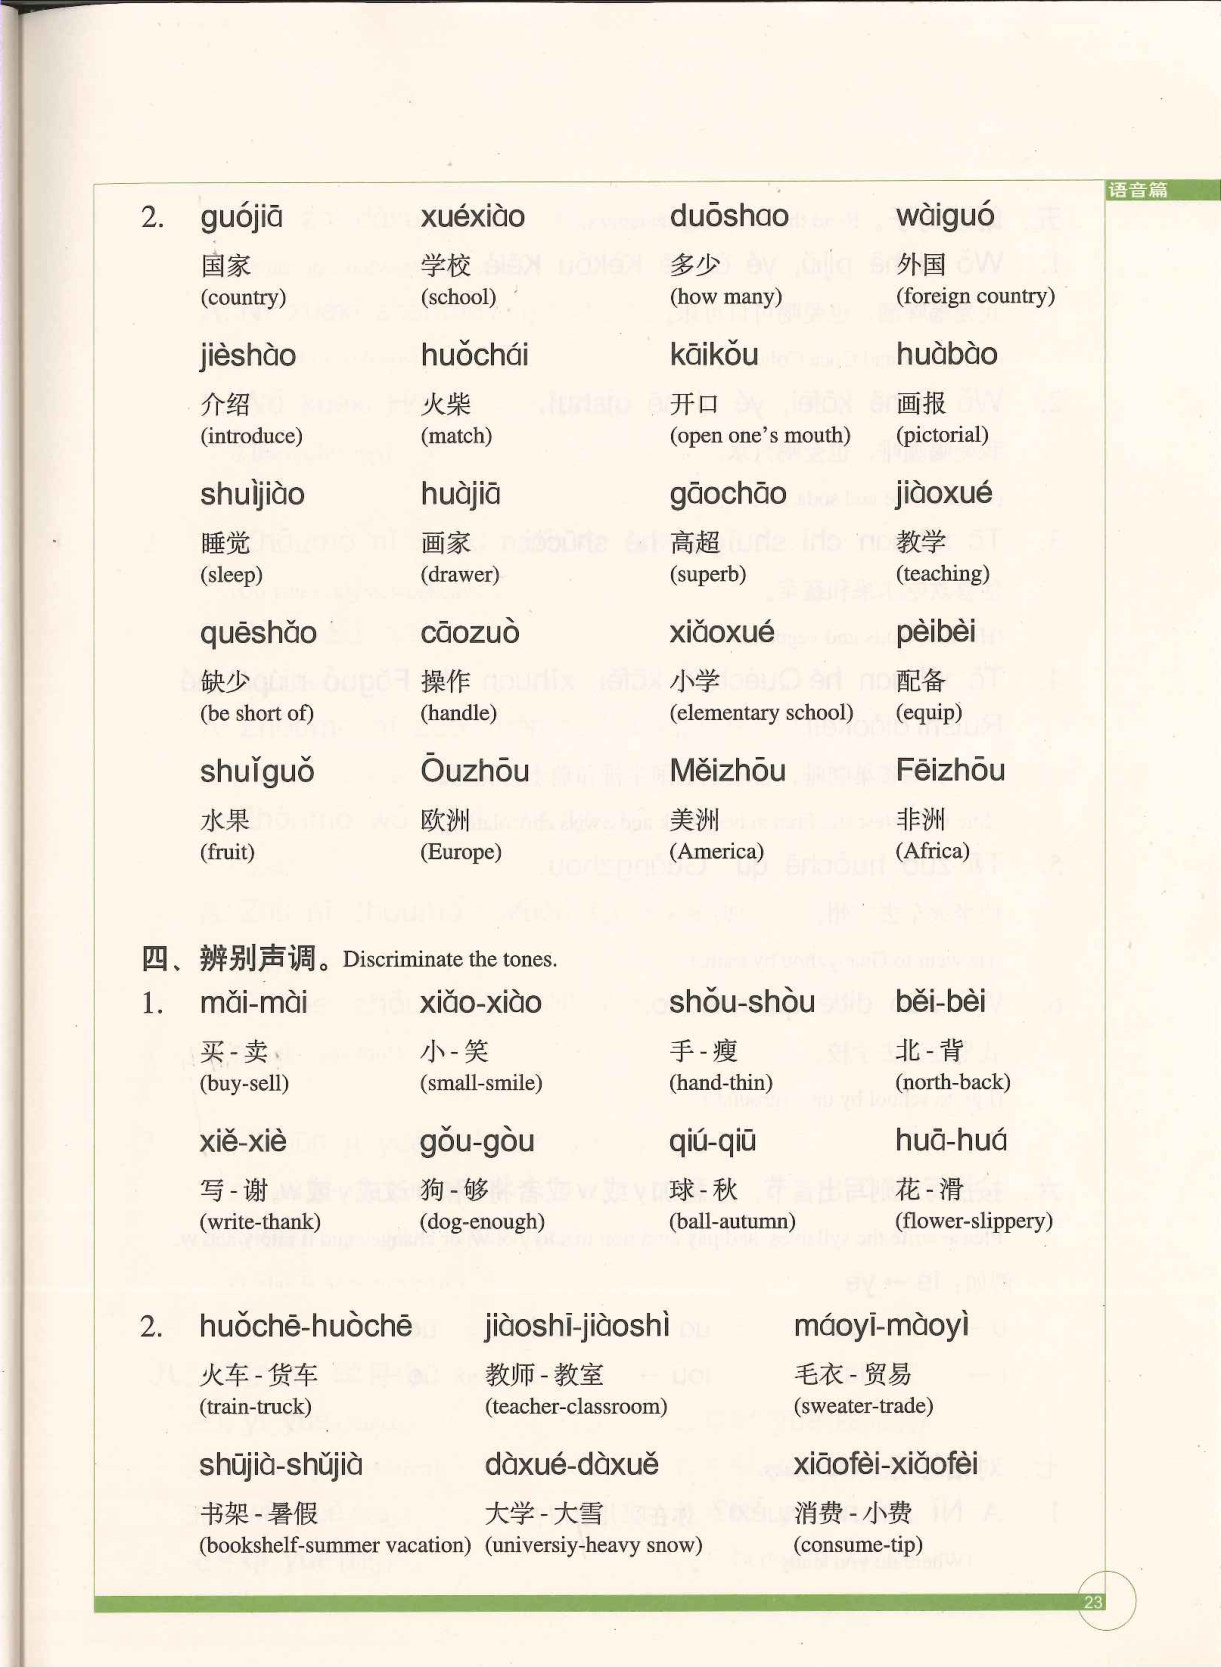 语音篇
2. guójiā xuéxiào duōshao wàiguó
国家 学校 多少 外国
(country) (school) (how many) (foreign country)
jièshào huǒchái kāikǒu huàbào
介绍 火柴 开口 画报
(introduce) (match) (open one's mouth) (pictorial)
shuìjiào huàjiā gāochāo jiàoxué
睡觉 画家 高超 教学
(sleep) (drawer) (superb) (teaching)
quēshǎo cāozuò xiǎoxué pèibèi
缺少 操作 小学 配备
(be short of) (handle) (elementary school) (equip)
shuǐguǒ Ōuzhōu Měizhōu Fēizhōu
水果 欧洲 美洲 非洲
(fruit) (Europe) (America) (Africa)
四、辨别声调。Discriminate the tones.
1. mǎi-mài xiǎo-xiào shǒu-shòu běi-bèi
买 - 卖 小 - 笑 手 - 瘦 北 - 背
(buy-sell) (small-smile) (hand-thin) (north-back)
xiě-xiè gǒu-gòu qiú-qiū huā-huá
写 - 谢 狗 - 够 球 - 秋 花 - 滑
(write-thank) (dog-enough) (ball-autumn) (flower-slippery)
2. huǒchē-huòchē jiàoshī-jiàoshì máoyī-màoyì
火车 - 货车 教师 - 教室 毛衣 - 贸易
(train-truck) (teacher-classroom) (sweater-trade)
shūjià-shǔjià dàxué-dàxuě xiāofèi-xiǎofèi
书架 - 暑假 大学 - 大雪 消费 - 小费
(bookshelf-summer vacation) (universiy-heavy snow) (consume-tip)
23